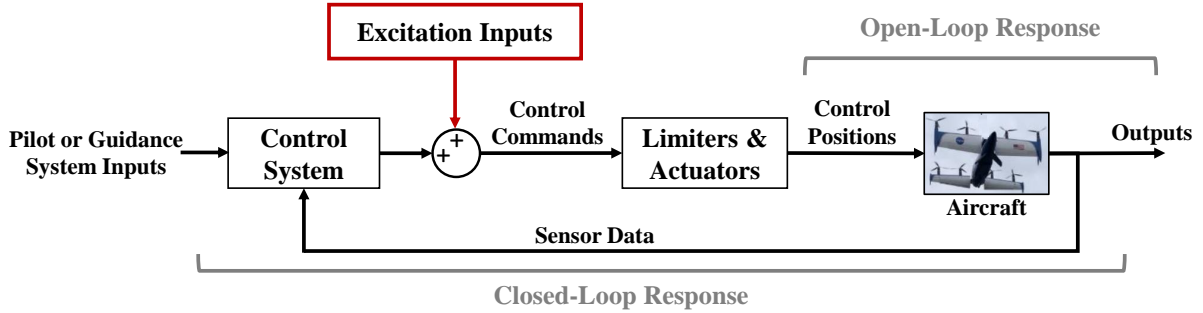 Excitation Inputs
Open-Loop Response
Pilot or Guidance
System Inputs
Control
System
+
+
Control
Commands
Limiters &
Actuators
Control
Positions
Aircraft
Outputs
Sensor Data
Closed-Loop Response